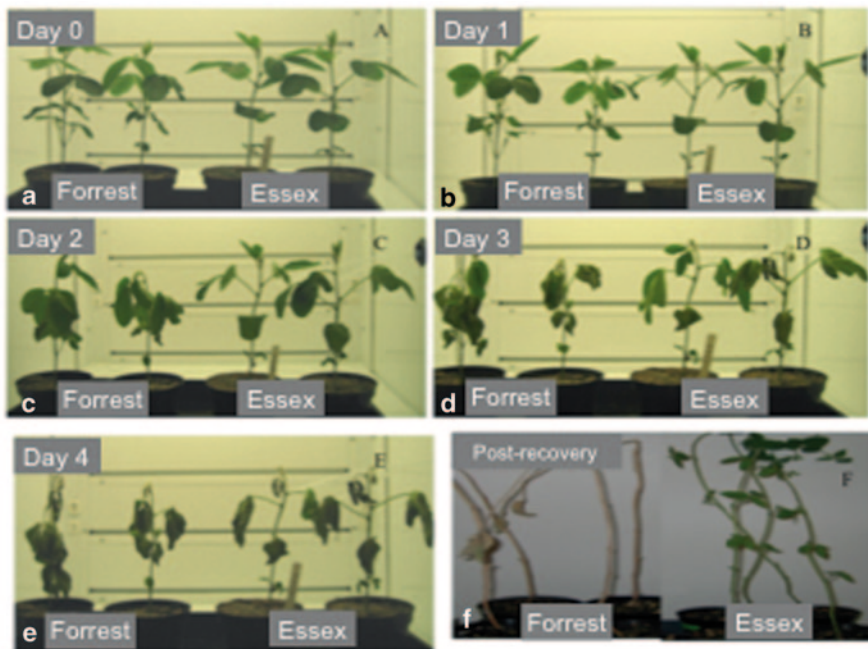 Day 0
A
a
Forrest
Essex
Day 1
B
b
Forrest
Essex
Day 2
C
c
Forrest
Essex
Day 3
D
d
Forrest
Essex
Day 4
E
e
Forrest
Essex
Post-recovery
F
f
Forrest
Essex